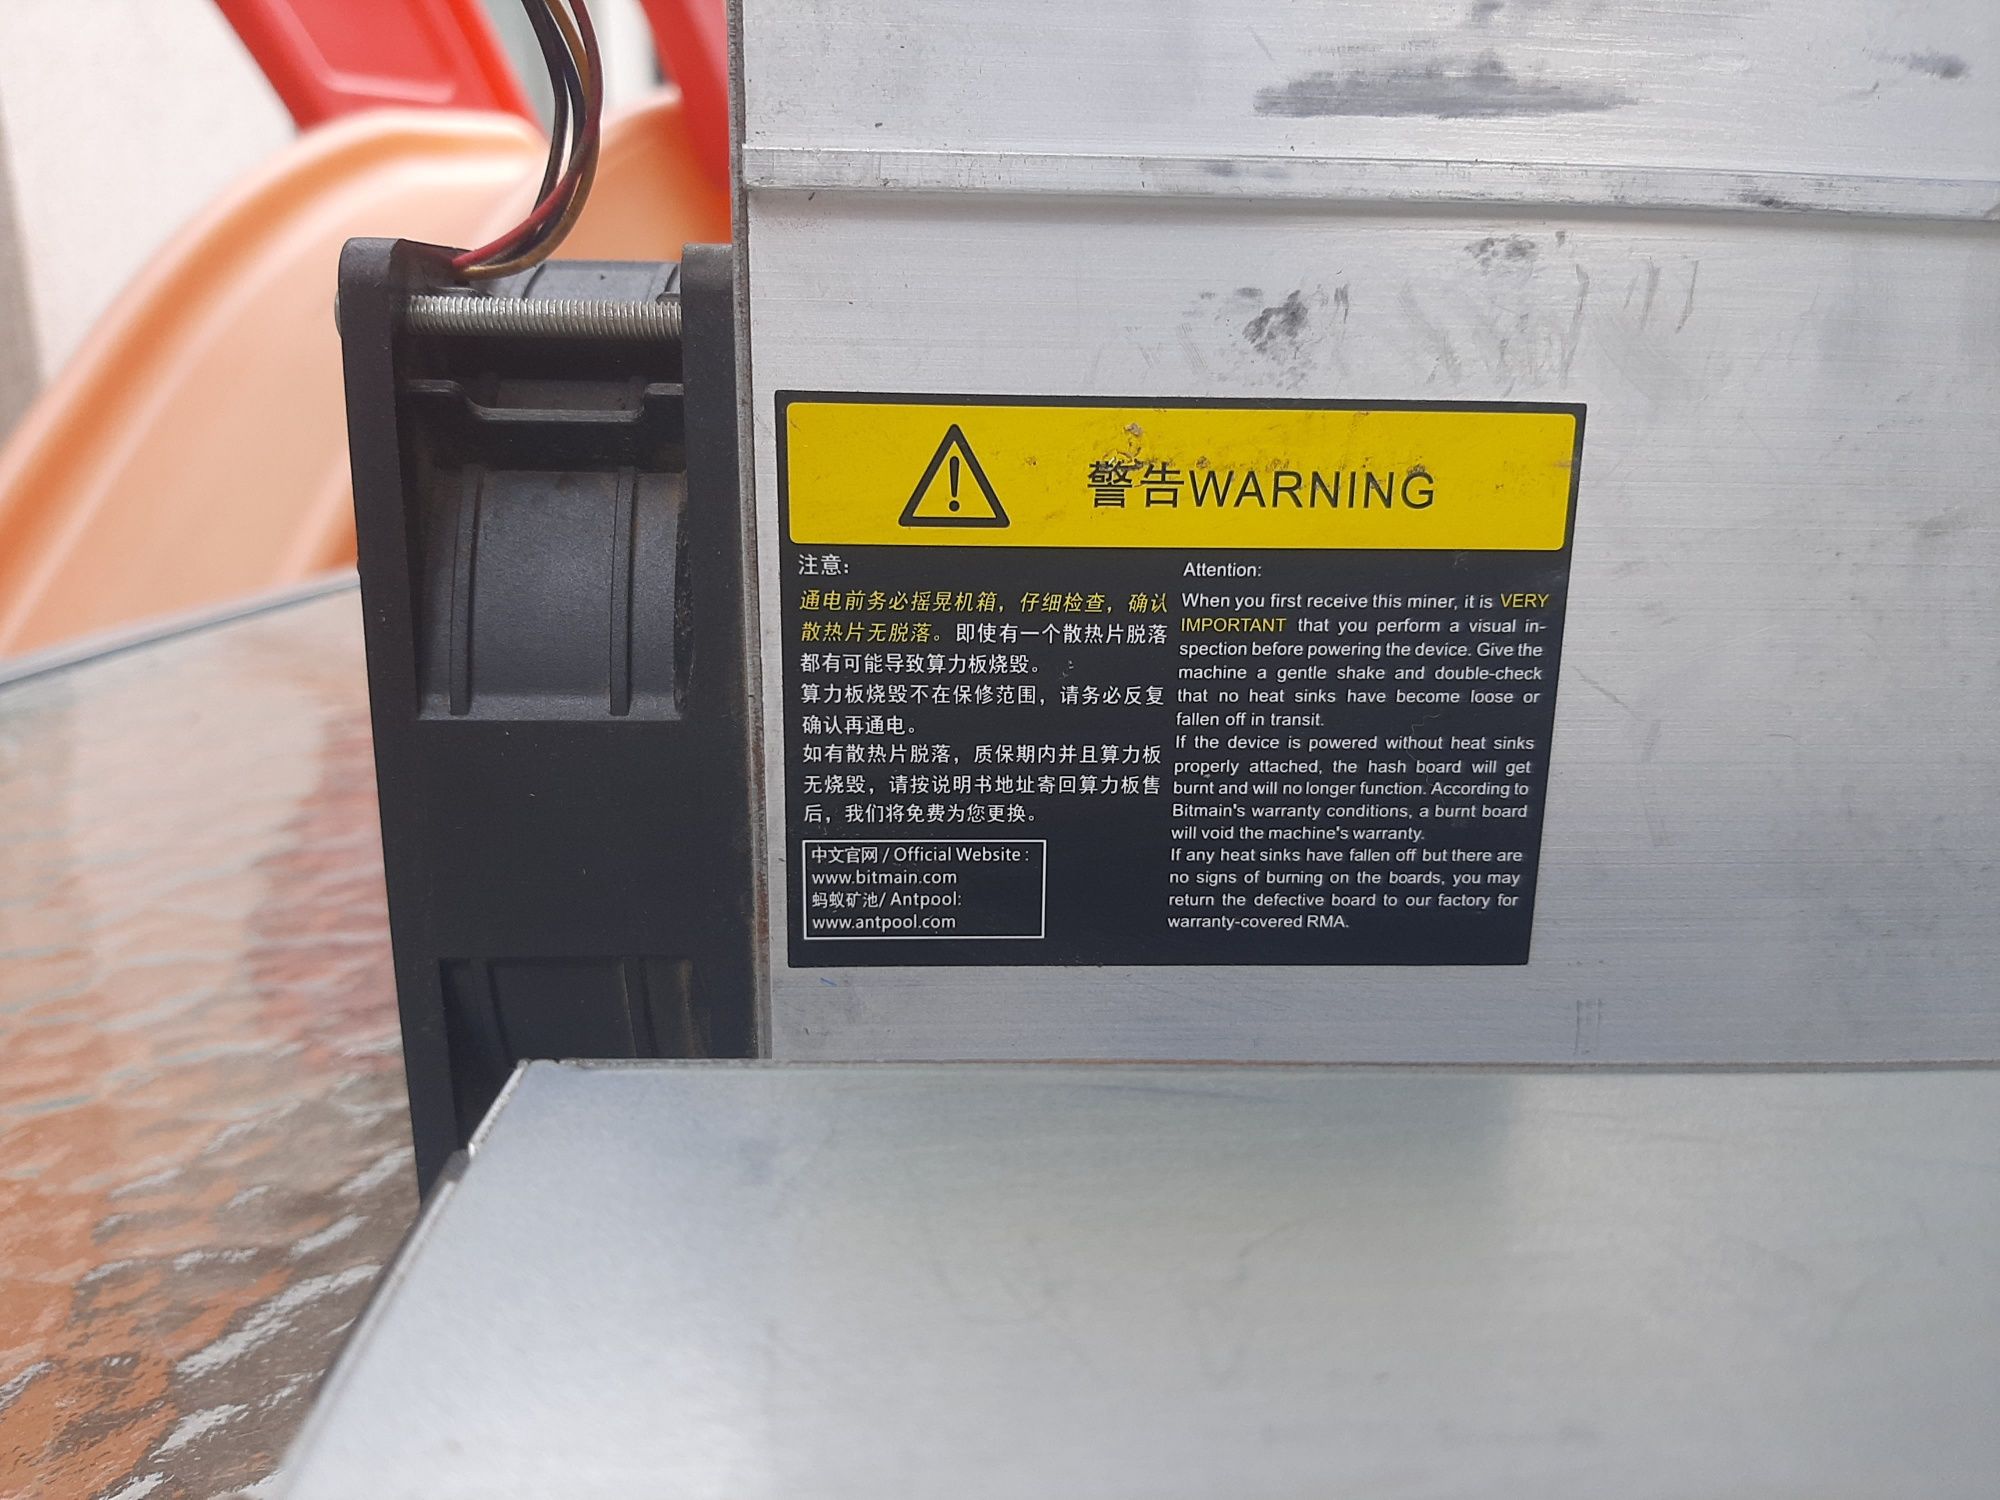 警告WARNING
注意：
通电前务必摇晃机箱，仔细检查，确认
散热片无脱落。即使有一个散热片脱落
都有可能导致算力板烧毁。
算力板烧毁不在保修范围，请务必反复
确认再通电。
如有散热片脱落，质保期内并且算力板
无烧毁，请按说明书地址寄回算力板售
后，我们将免费为您更换。
中文官网 / Official Website :
www.bitmain.com
蚂蚁矿池/ Antpool:
www.antpool.com
Attention:
When you first receive this miner, it is VERY
IMPORTANT that you perform a visual in-
spection before powering the device. Give the
machine a gentle shake and double-check
that no heat sinks have become loose or
fallen off in transit.
If the device is powered without heat sinks
properly attached, the hash board will get
burnt and will no longer function. According to
Bitmain's warranty conditions, a burnt board
will void the machine's warranty.
If any heat sinks have fallen off but there are
no signs of burning on the boards, you may
return the defective board to our factory for
warranty-covered RMA.